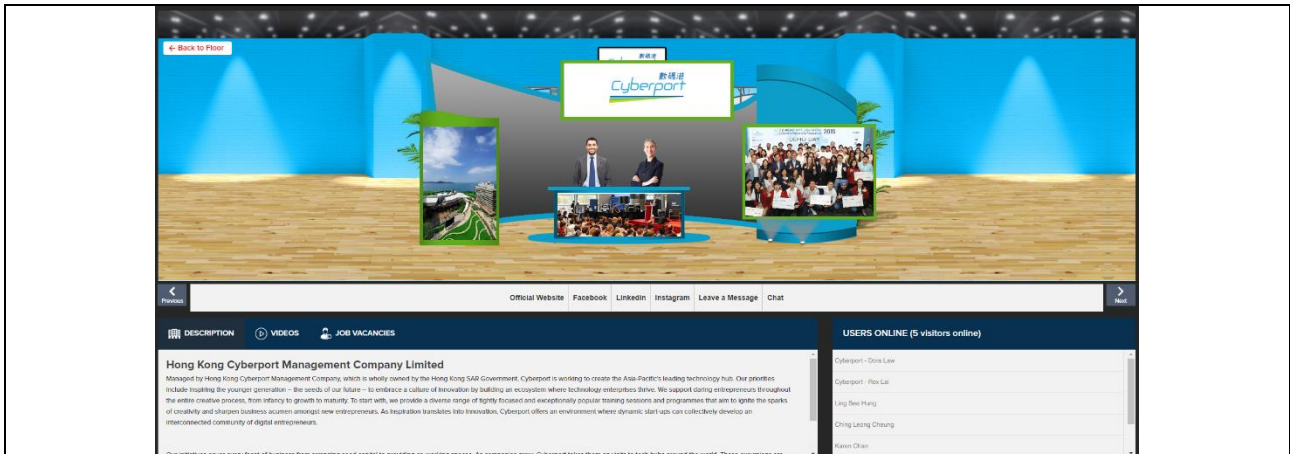 ← Back to Floor
數碼港
數碼港
Cyberport
2015
Previous
Official Website Facebook Linkedin Instagram Leave a Message Chat
Next
DESCRIPTION VIDEOS JOB VACANCIES
USERS ONLINE (5 visitors online)
Hong Kong Cyberport Management Company Limited
Managed by Hong Kong Cyberport Management Company, which is wholly owned by the Hong Kong SAR Government, Cyberport is working to create the Asia-Pacific's leading technology hub. Our priorities
include inspiring the younger generation – the seeds of our future – to embrace a culture of innovation by building an ecosystem where technology enterprises thrive. We support daring entrepreneurs throughout
the entire creative process, from infancy to growth to maturity. To start with, we provide a diverse range of tightly focused and exceptionally popular training sessions and programmes that aim to ignite the sparks
of creativity and sharpen business acumen amongst new entrepreneurs. As inspiration translates into innovation, Cyberport offers an environment where dynamic start-ups can collectively develop an
interconnected community of digital entrepreneurs.
Cyberport - Dora Law
Cyberport - Rex Lai
Ling Bee Hung
Ching Leong Cheung
Karen Chan